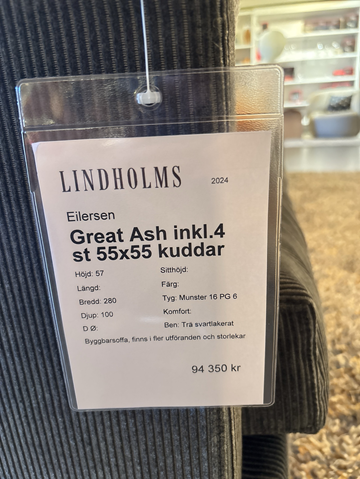 LINDHOLMS 2024
Eilersen
Great Ash inkl.4
st 55x55 kuddar
Höjd: 57 Sitthöjd:
Längd: Färg:
Bredd: 280 Tyg: Munster 16 PG 6
Djup: 100 Komfort:
D Ø: Ben: Trä svartlakerat
Byggbarsoffa, finns i fler utföranden och storlekar
94 350 kr